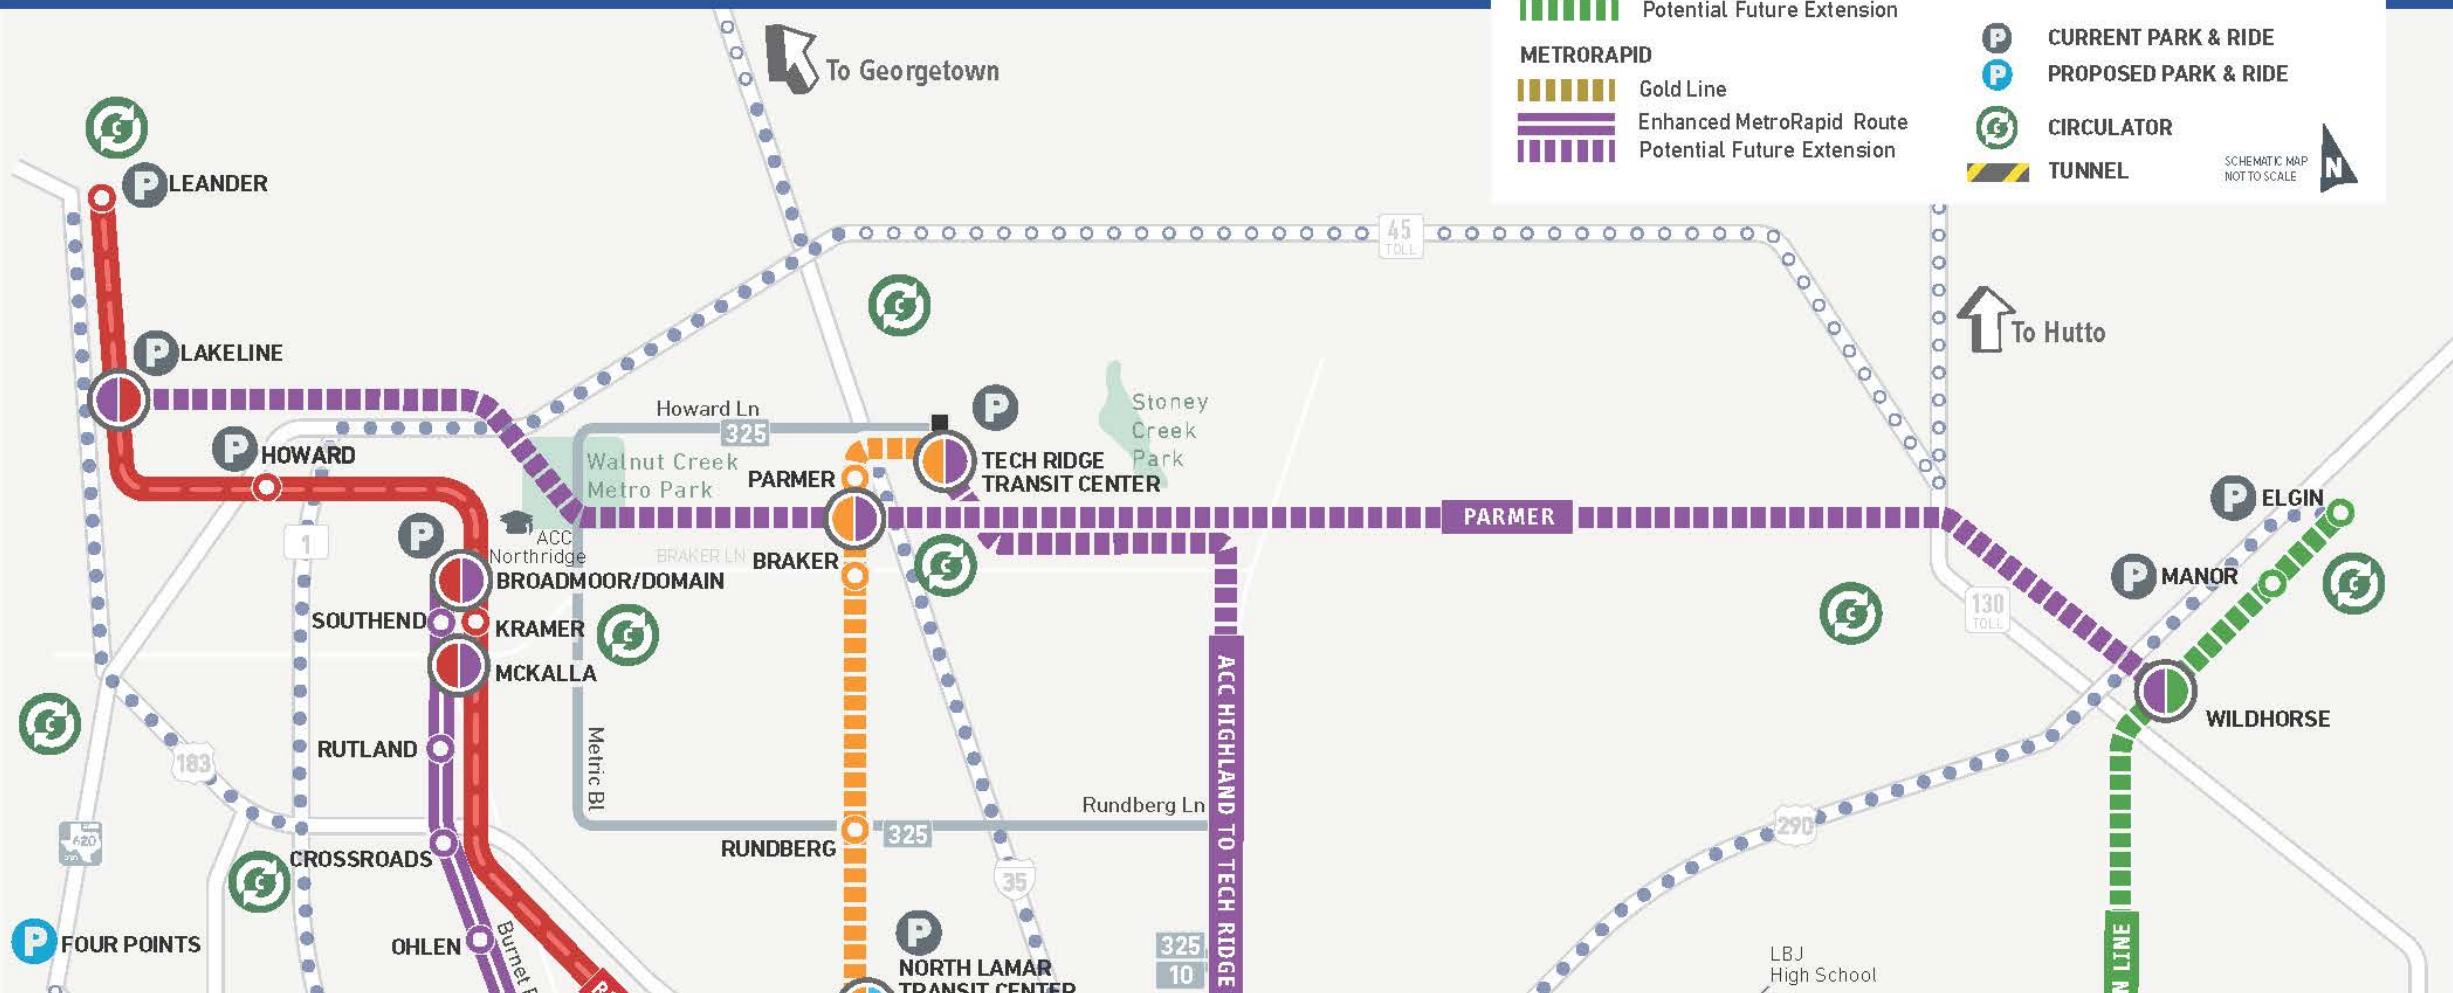 Potential Future Extension
METRORAPID
Gold Line
Enhanced MetroRapid Route
Potential Future Extension
P
CURRENT PARK & RIDE
P
PROPOSED PARK & RIDE
C
CIRCULATOR
TUNNEL
SCHEMATIC MAP
NOT TO SCALE
N
To Georgetown
C
P
LEANDER
45
TOLL
C
To Hutto
P
LAKELINE
Howard Ln
325
P
Stoney
Creek
Park
P
HOWARD
Walnut Creek
Metro Park
PARMER
TECH RIDGE
TRANSIT CENTER
P
ELGIN
PARMER
P
1
ACC
Northridge
BRAKER LN
BRAKER
C
P
MANOR
C
BROADMOOR/DOMAIN
SOUTHEND
KRAMER
C
C
130
TOLL
MCKALLA
C
WILDHORSE
RUTLAND
183
Metric Bl
ACC HIGHLAND TO TECH RIDGE
Rundberg Ln
290
620
325
RUNDBERG
CROSSROADS
C
35
P
FOUR POINTS
OHLEN
Burnet
P
NORTH LAMAR
TRANSIT CENTER
325
10
LBJ
High School
LINE